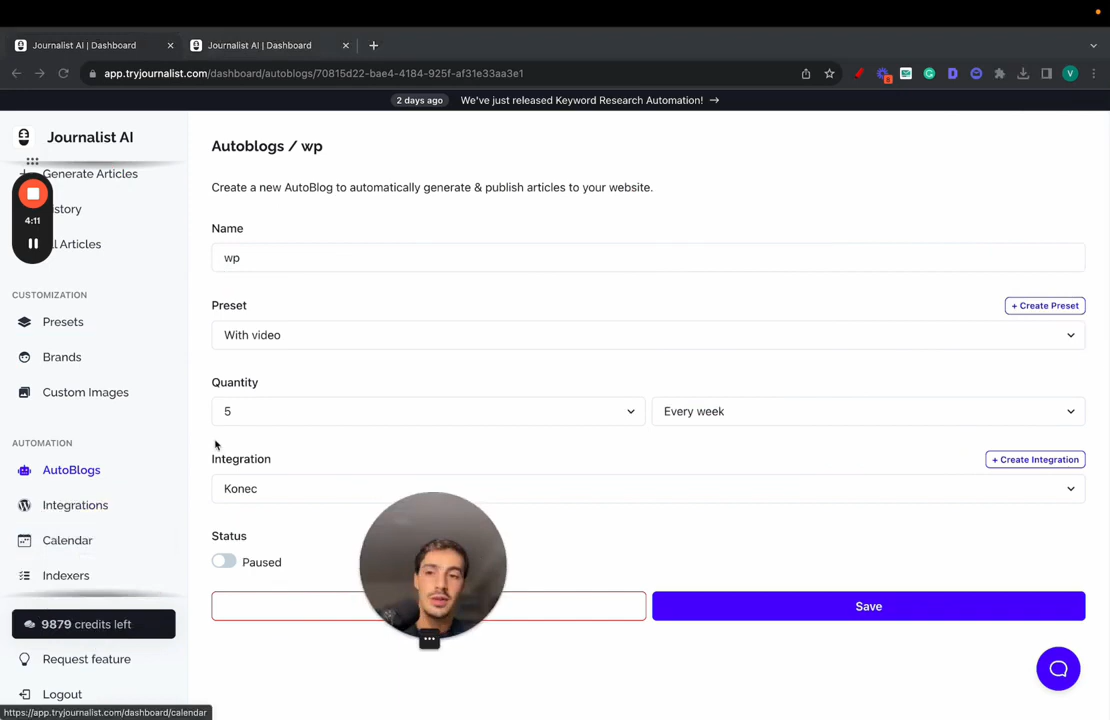 Journalist AI | Dashboard
Journalist AI | Dashboard
app.tryjournalist.com/dashboard/autoblogs/70815d22-bae4-4184-925f-af31e33aa3e1
8
V
2 days ago We've just released Keyword Research Automation! →
Journalist AI
Generate Articles
4:11
istory
l Articles
CUSTOMIZATION
Presets
Brands
Custom Images
AUTOMATION
AutoBlogs
Integrations
Calendar
Indexers
9879 credits left
Request feature
Logout
https://app.tryjournalist.com/dashboard/calendar
Autoblogs / wp
Create a new AutoBlog to automatically generate & publish articles to your website.
Name
wp
Preset
+ Create Preset
With video
Quantity
5
Every week
Integration
+ Create Integration
Konec
Status
Paused
Save